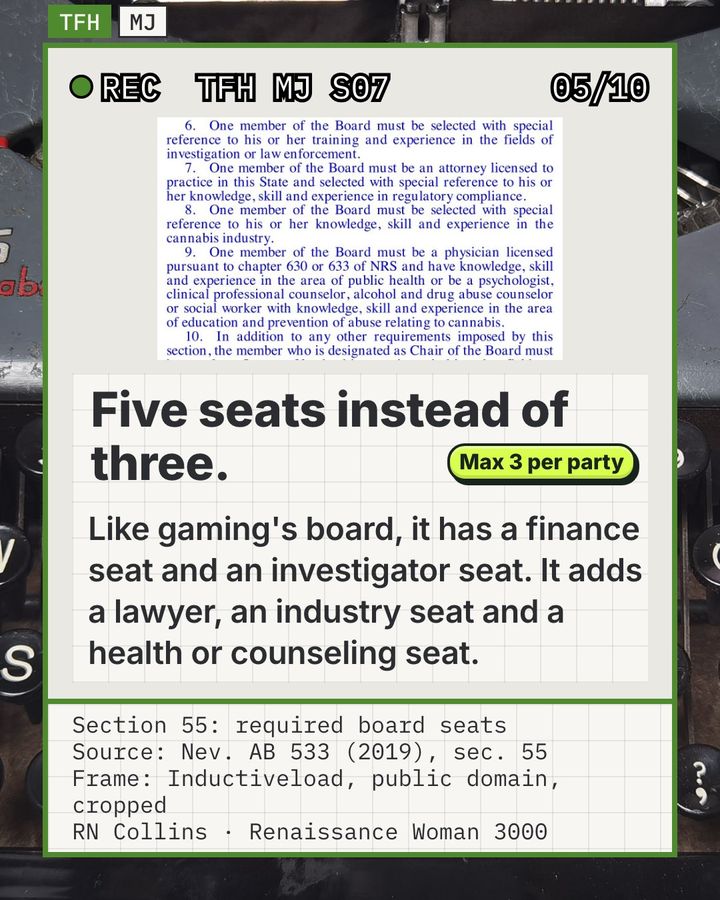 TFH MJ
REC TFH MJ S07 05/10
6. One member of the Board must be selected with special
reference to his or her training and experience in the fields of
investigation or law enforcement.
7. One member of the Board must be an attorney licensed to
practice in this State and selected with special reference to his or
her knowledge, skill and experience in regulatory compliance.
8. One member of the Board must be selected with special
reference to his or her knowledge, skill and experience in the
cannabis industry.
9. One member of the Board must be a physician licensed
pursuant to chapter 630 or 633 of NRS and have knowledge, skill
and experience in the area of public health or be a psychologist,
clinical professional counselor, alcohol and drug abuse counselor
or social worker with knowledge, skill and experience in the area
of education and prevention of abuse relating to cannabis.
10. In addition to any other requirements imposed by this
section, the member who is designated as Chair of the Board must
Five seats instead of
three.
Max 3 per party
Like gaming's board, it has a finance
seat and an investigator seat. It adds
a lawyer, an industry seat and a
health or counseling seat.
Section 55: required board seats
Source: Nev. AB 533 (2019), sec. 55
Frame: Inductiveload, public domain,
cropped
RN Collins · Renaissance Woman 3000
S